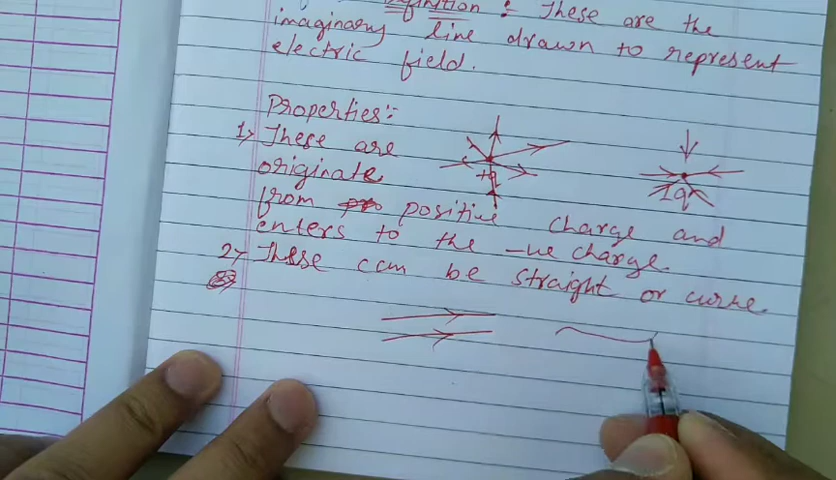 Definition : These are the
imaginary line drawn to represent
electric field.
Properties:-
1) These are
originate
from positive charge and
enters to the -ve charge.
2) These can be straight or curve.
+q
-q